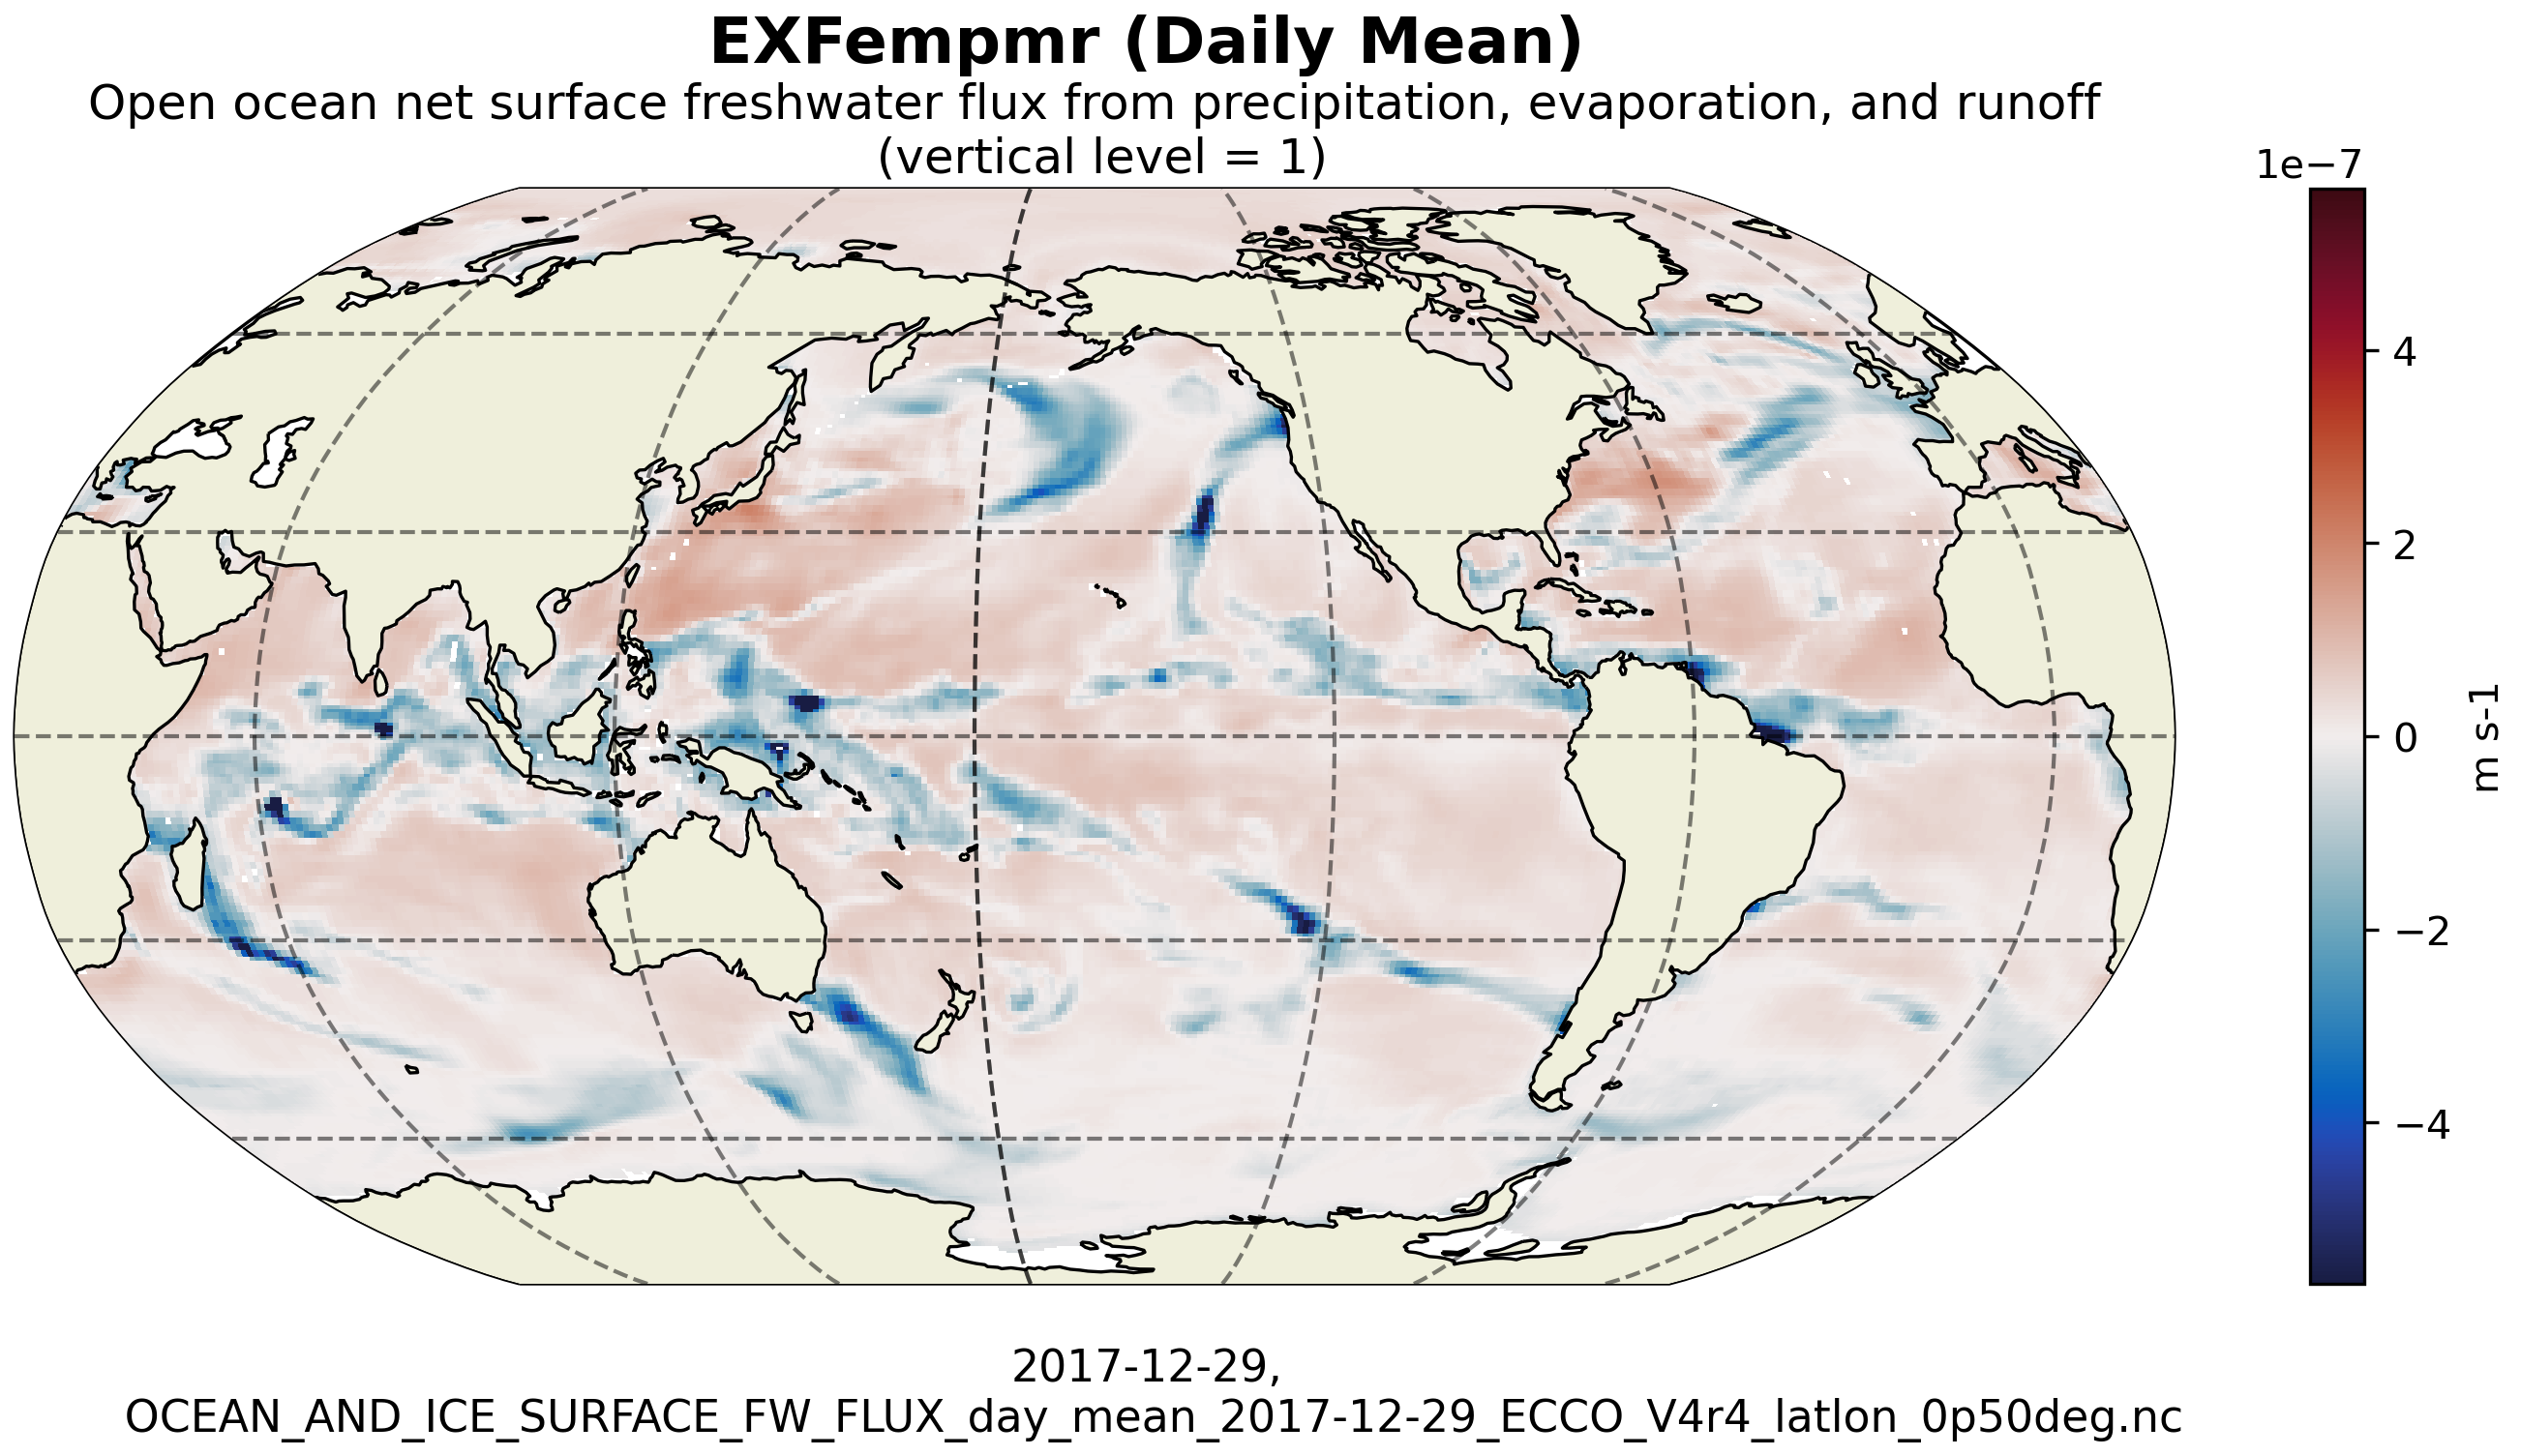 EXFempmr (Daily Mean)
Open ocean net surface freshwater flux from precipitation, evaporation, and runoff
(vertical level = 1)
1e−7
4
2
0
−2
−4
m s-1
2017-12-29,
OCEAN_AND_ICE_SURFACE_FW_FLUX_day_mean_2017-12-29_ECCO_V4r4_latlon_0p50deg.nc